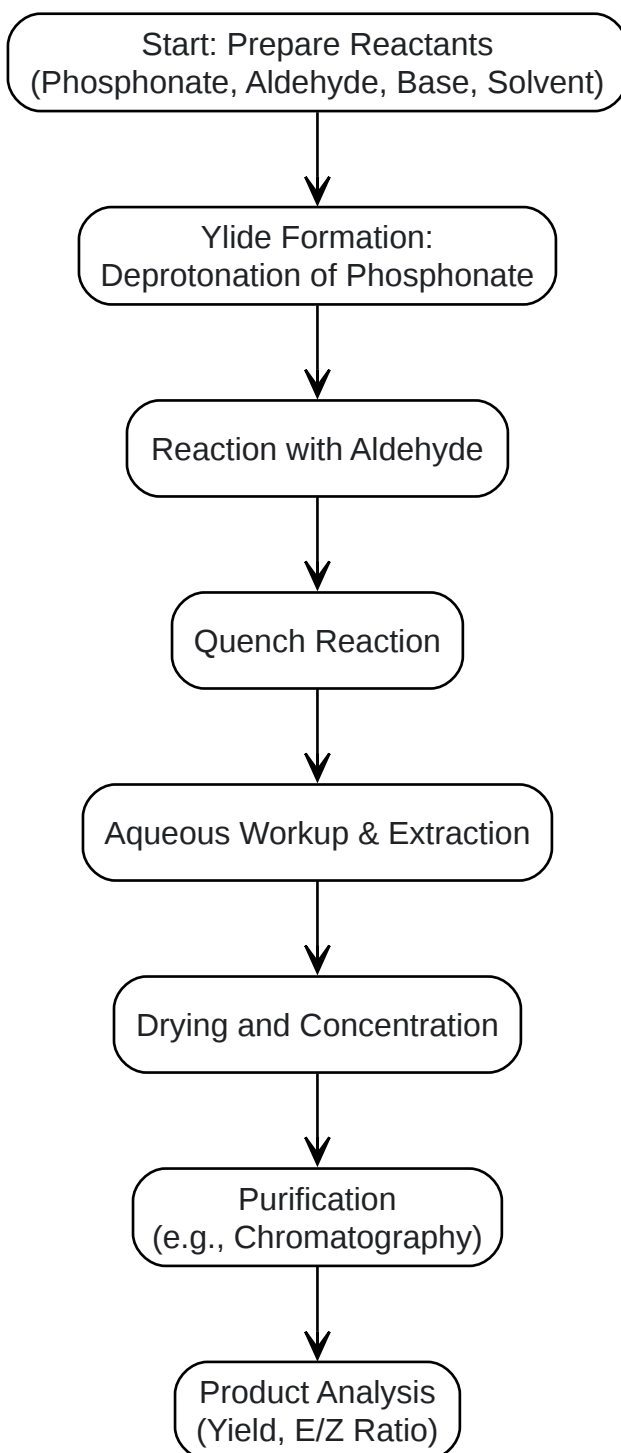 Start: Prepare Reactants
(Phosphonate, Aldehyde, Base, Solvent)
Ylide Formation:
Deprotonation of Phosphonate
Reaction with Aldehyde
Quench Reaction
Aqueous Workup & Extraction
Drying and Concentration
Purification
(e.g., Chromatography)
Product Analysis
(Yield, E/Z Ratio)